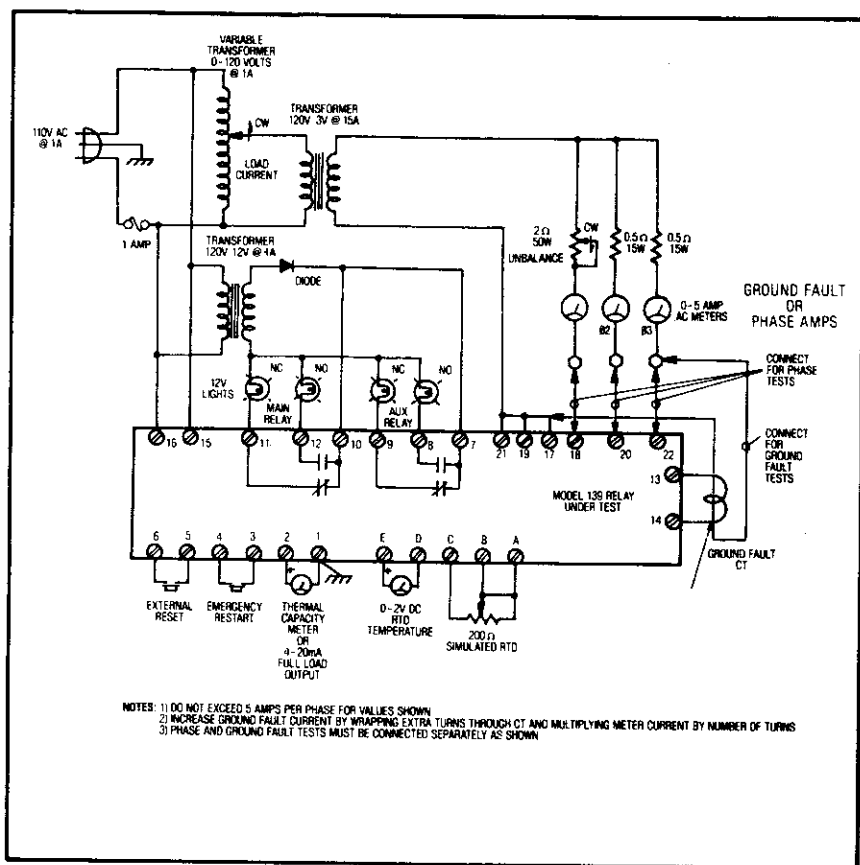 VARIABLE
TRANSFORMER
0-120 VOLTS
@ 1A
CW
TRANSFORMER
120V 3V @ 15A
110V AC
@ 1A
LOAD
CURRENT
1 AMP
TRANSFORMER
120V 12V @ .1A
DIODE
2Ω
50W
CW
UNBALANCE
0.5Ω
15W
0.5Ω
15W
GROUND FAULT
OR
PHASE AMPS
0-5 AMP
AC METERS
Ø2
Ø3
CONNECT
FOR PHASE
TESTS
12V
LIGHTS
NC
NO
MAIN
RELAY
NC
NO
AUX
RELAY
CONNECT
FOR
GROUND
FAULT
TESTS
16
15
11
12
10
9
8
7
21
19
17
18
20
22
13
14
MODEL 139 RELAY
UNDER TEST
GROUND FAULT
CT
6
5
4
3
2
1
E
D
C
B
A
+
+
EXTERNAL
RESET
EMERGENCY
RESTART
THERMAL
CAPACITY
METER
OR
4-20mA
FULL LOAD
OUTPUT
0-2V DC
RTD
TEMPERATURE
200Ω
SIMULATED RTD
NOTES: 1) DO NOT EXCEED 5 AMPS PER PHASE FOR VALUES SHOWN
2) INCREASE GROUND FAULT CURRENT BY WRAPPING EXTRA TURNS THROUGH CT AND MULTIPLYING METER CURRENT BY NUMBER OF TURNS
3) PHASE AND GROUND FAULT TESTS MUST BE CONNECTED SEPARATELY AS SHOWN